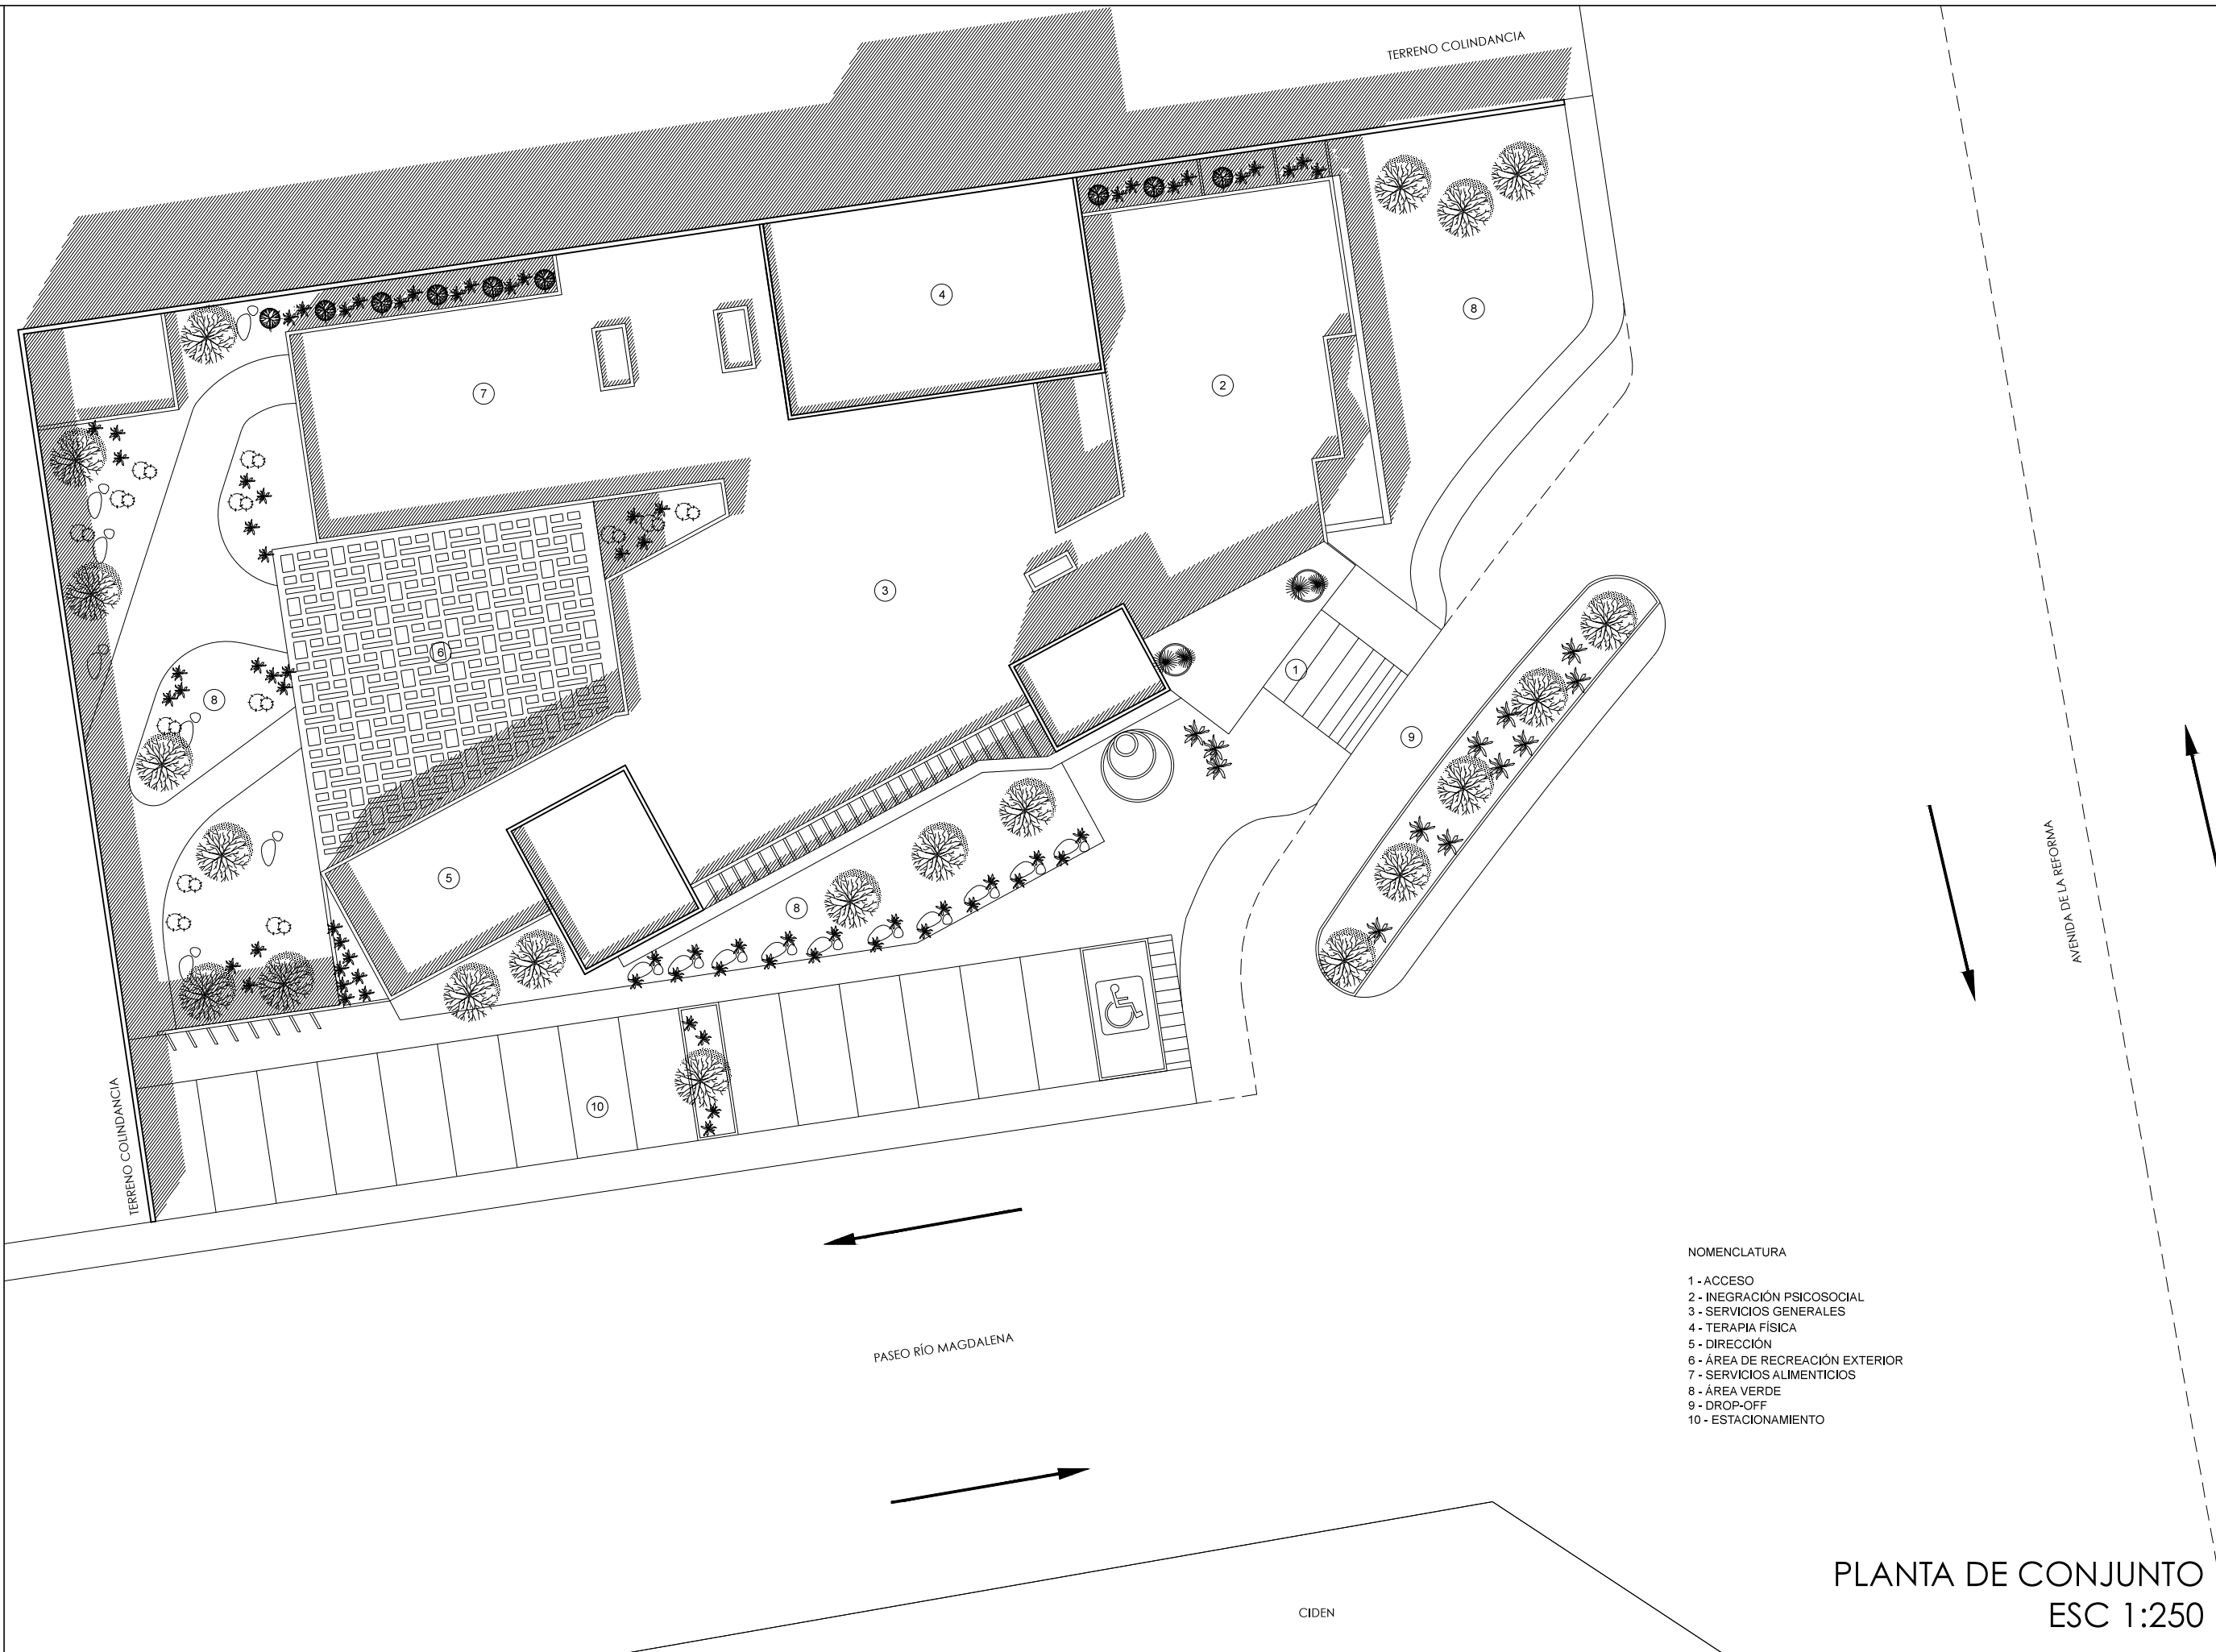 TERRENO COLINDANCIA
4
8
7
2
3
6
1
8
9
5
8
10
TERRENO COLINDANCIA
AVENIDA DE LA REFORMA
PASEO RÍO MAGDALENA
CIDEN
NOMENCLATURA
1 - ACCESO
2 - INEGRACIÓN PSICOSOCIAL
3 - SERVICIOS GENERALES
4 - TERAPIA FÍSICA
5 - DIRECCIÓN
6 - ÁREA DE RECREACIÓN EXTERIOR
7 - SERVICIOS ALIMENTICIOS
8 - ÁREA VERDE
9 - DROP-OFF
10 - ESTACIONAMIENTO
PLANTA DE CONJUNTO
ESC 1:250